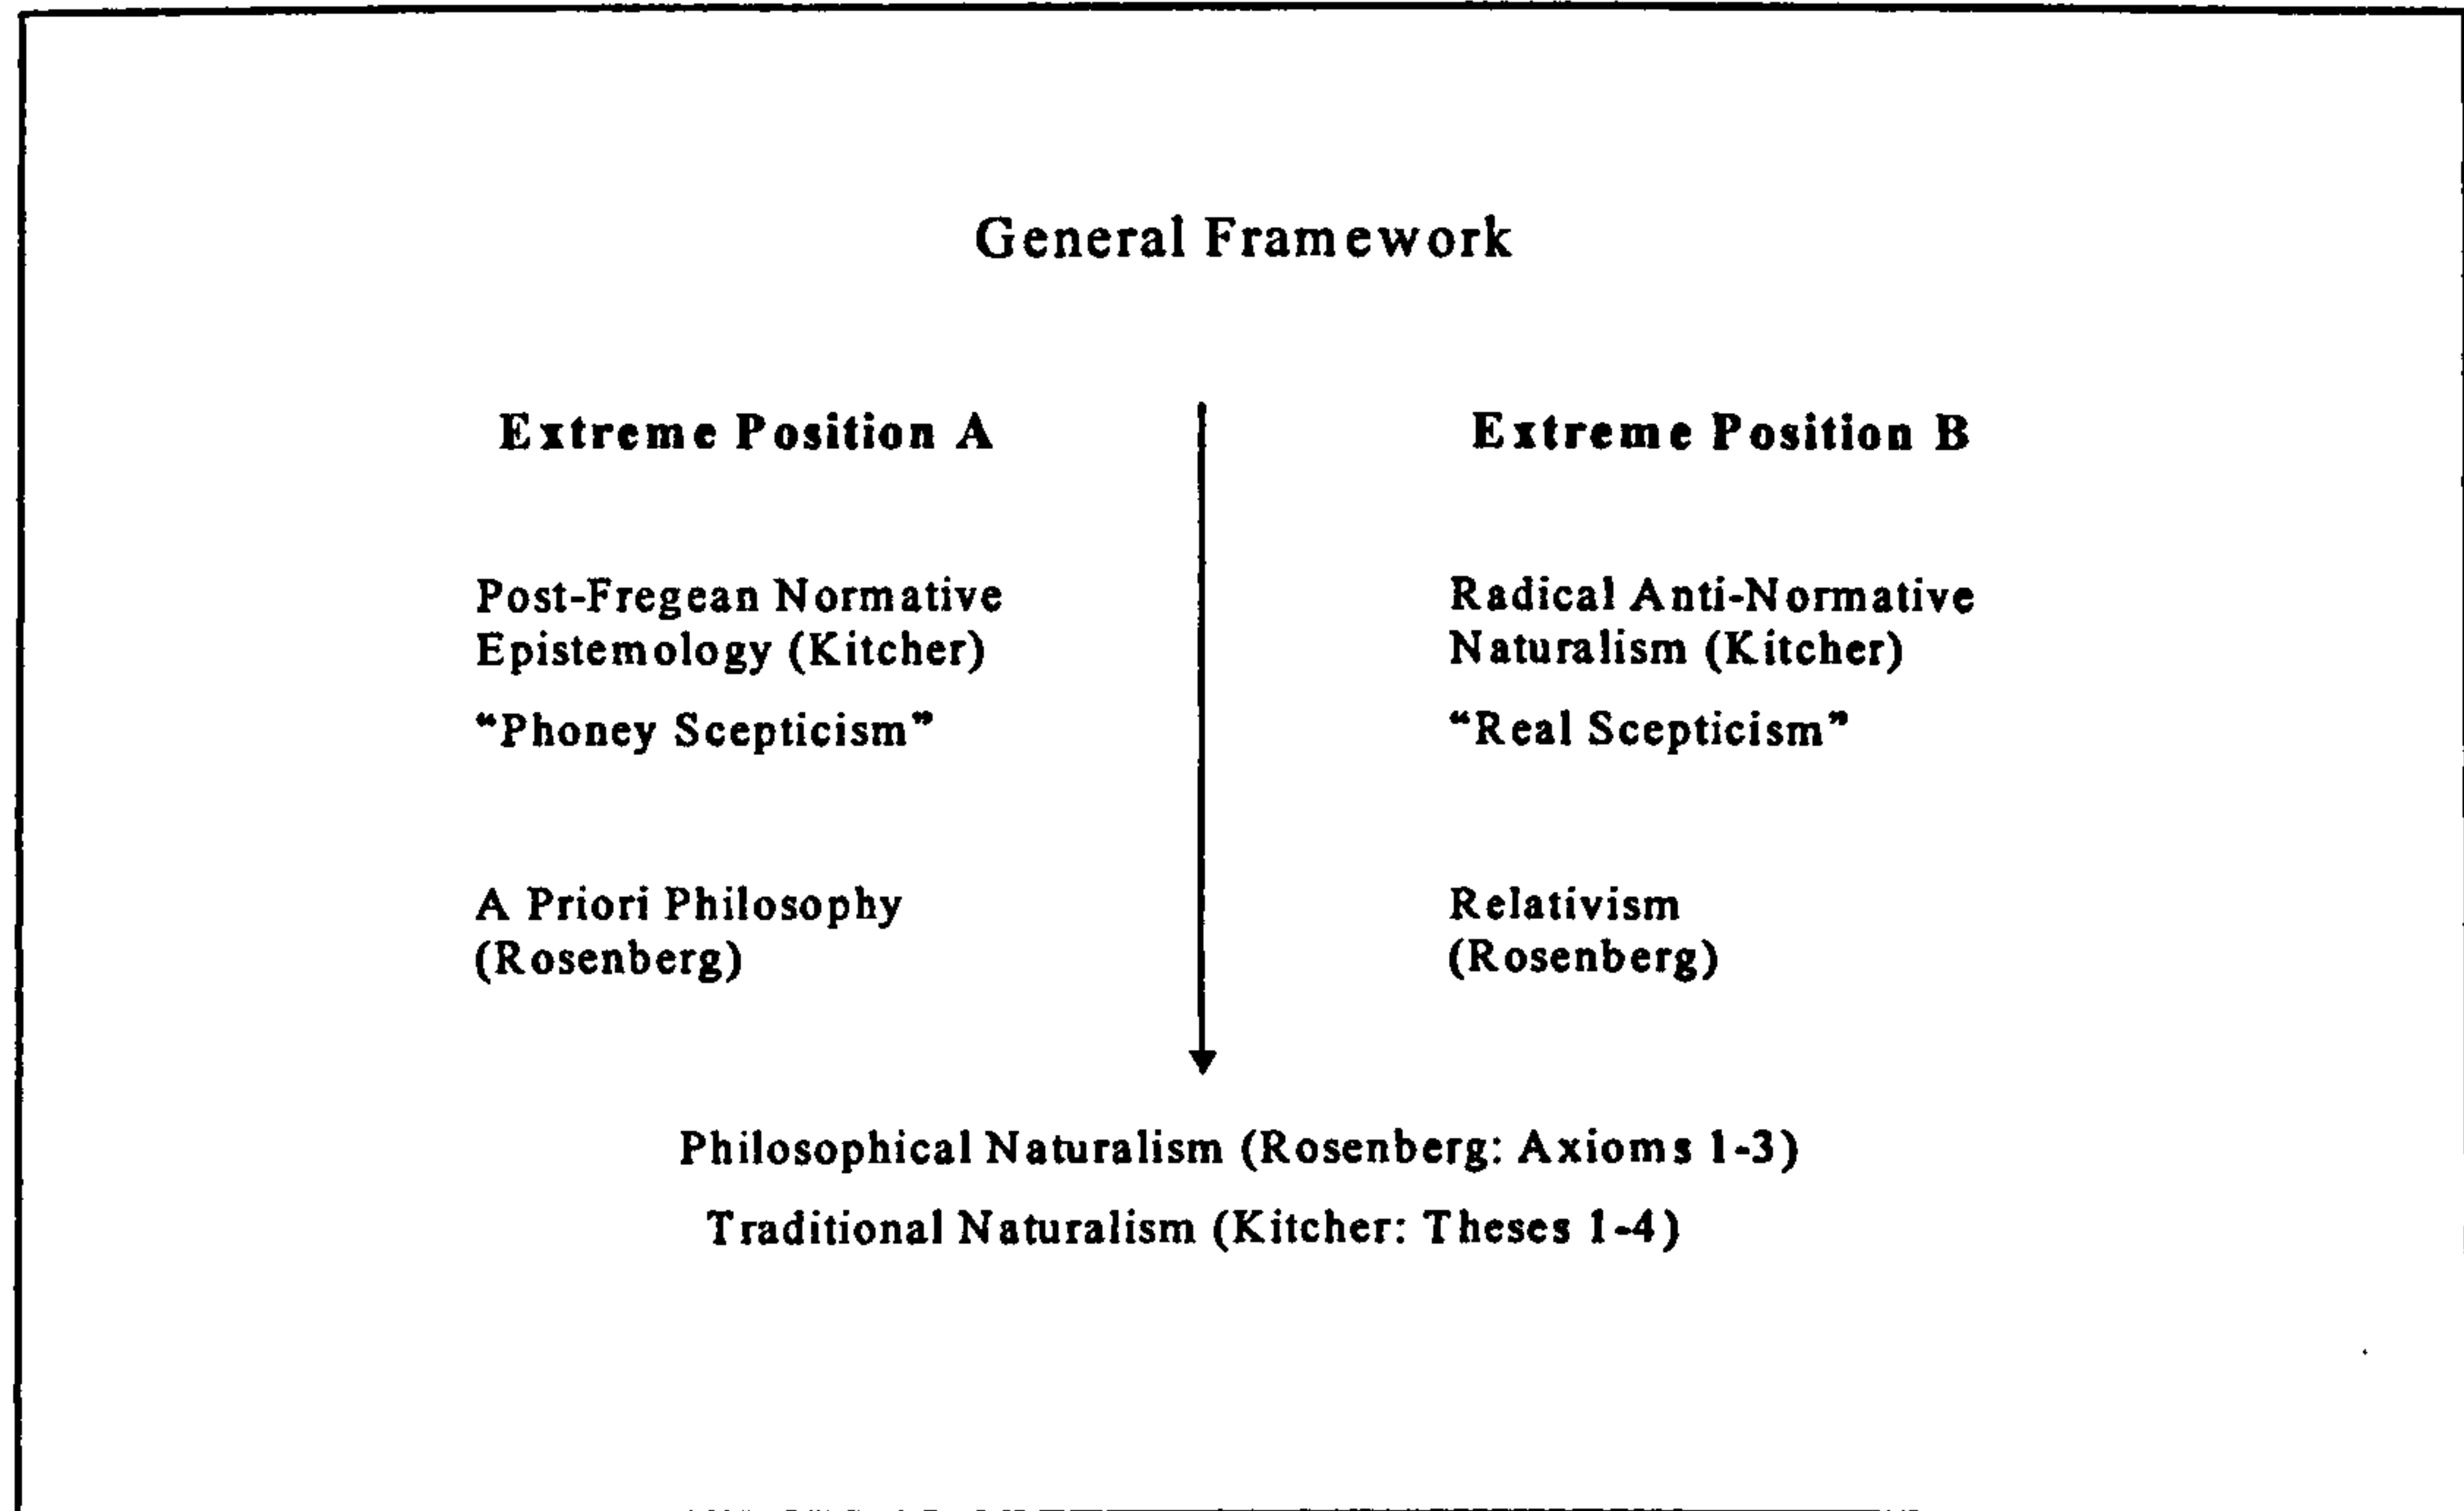 General Framework
Extreme Position A
Post-Fregean Normative
Epistemology (Kitcher)
“Phoney Scepticism”
A Priori Philosophy
(Rosenberg)
Extreme Position B
Radical Anti-Normative
Naturalism (Kitcher)
“Real Scepticism”
Relativism
(Rosenberg)
Philosophical Naturalism (Rosenberg: Axioms 1-3)
Traditional Naturalism (Kitcher: Theses 1-4)